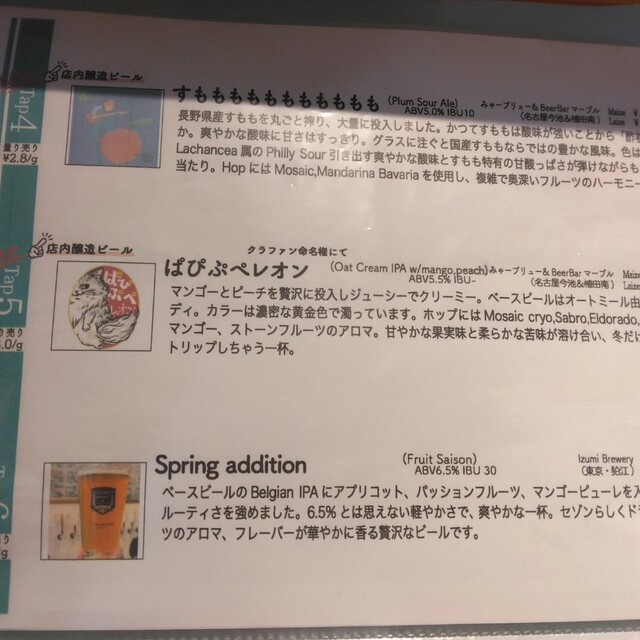 店内醸造ビール
Tap4
量り売り
¥2.8/g
すもももももももももももも
(Plum Sour Ale)
ABV5.0% IBU10
みゃーブリュー& BeerBar マーブル
(名古屋今池&植田南)
長野県産すももを丸ごと搾り、大量に投入しました。かつてすももは酸味が強いことから「酢
か。爽やかな酸味に甘さはすっきり。グラスに注ぐと国産すももならではの豊かな風味。色は
Lachancea 属の Philly Sour 引き出す爽やかな酸味とすもも特有の甘酸っぱさが弾けながらも
当たり。Hop には Mosaic,Mandarina Bavaria を使用し、複雑で奥深いフルーツのハーモニー
店内醸造ビール
Tap5
量り売り
.0/g
クラファン命名権にて
ぱぴぷペレオン
(Oat Cream IPA w/mango,peach)
ABV5.5% IBU-
みゃーブリュー& BeerBar マーブル
(名古屋今池&植田南)
ぱぴぷペレオン
マンゴーとピーチを贅沢に投入しジューシーでクリーミー。ベースビールはオートミール由
ディ。カラーは濃密な黄金色で濁っています。ホップには Mosaic cryo,Sabro,Eldorado,
マンゴー、ストーンフルーツのアロマ。甘やかな果実味と柔らかな苦味が溶け合い、冬だけ
トリップしちゃう一杯。
Spring addition
(Fruit Saison)
ABV6.5% IBU 30
Izumi Brewery
(東京・狛江)
ベースビールの Belgian IPA にアプリコット、パッションフルーツ、マンゴーピューレを
ルーティさを強めました。6.5% とは思えない軽やかさで、爽やかな一杯。セゾンらしく
ツのアロマ、フレーバーが華やかに香る贅沢なビールです。